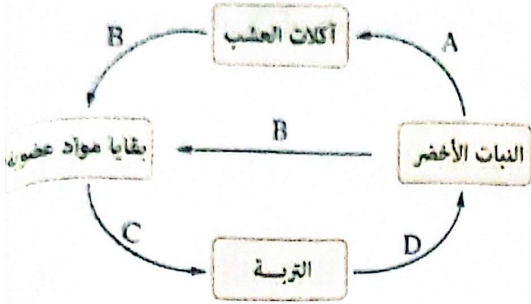 آكلات العشب
B
A
بقايا مواد عضوية
B
النبات الأخضر
C
التربة
D